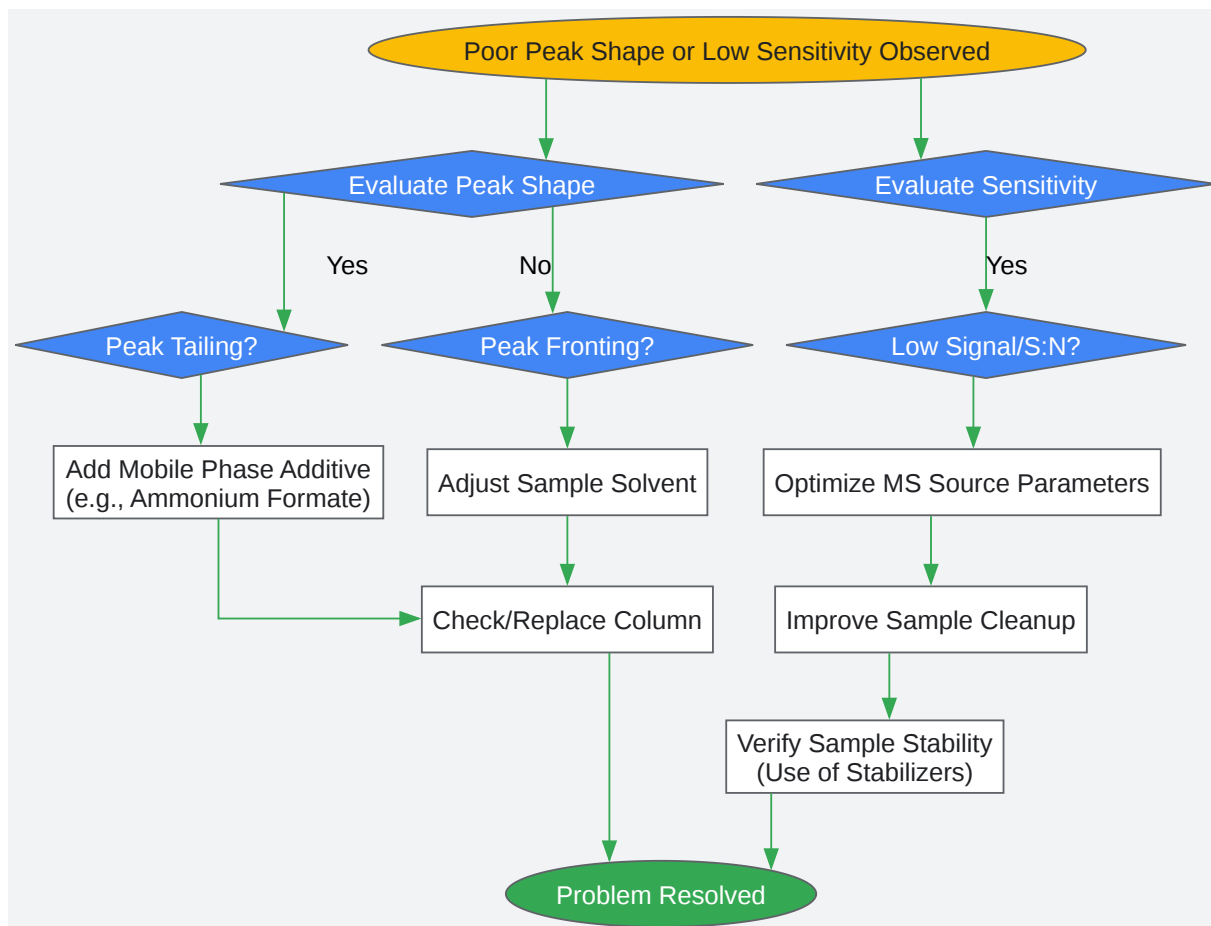 Poor Peak Shape or Low Sensitivity Observed
Evaluate Peak Shape
Evaluate Sensitivity
Yes
No
Yes
Peak Tailing?
Peak Fronting?
Low Signal/S:N?
Add Mobile Phase Additive
(e.g., Ammonium Formate)
Adjust Sample Solvent
Optimize MS Source Parameters
Check/Replace Column
Improve Sample Cleanup
Verify Sample Stability
(Use of Stabilizers)
Problem Resolved